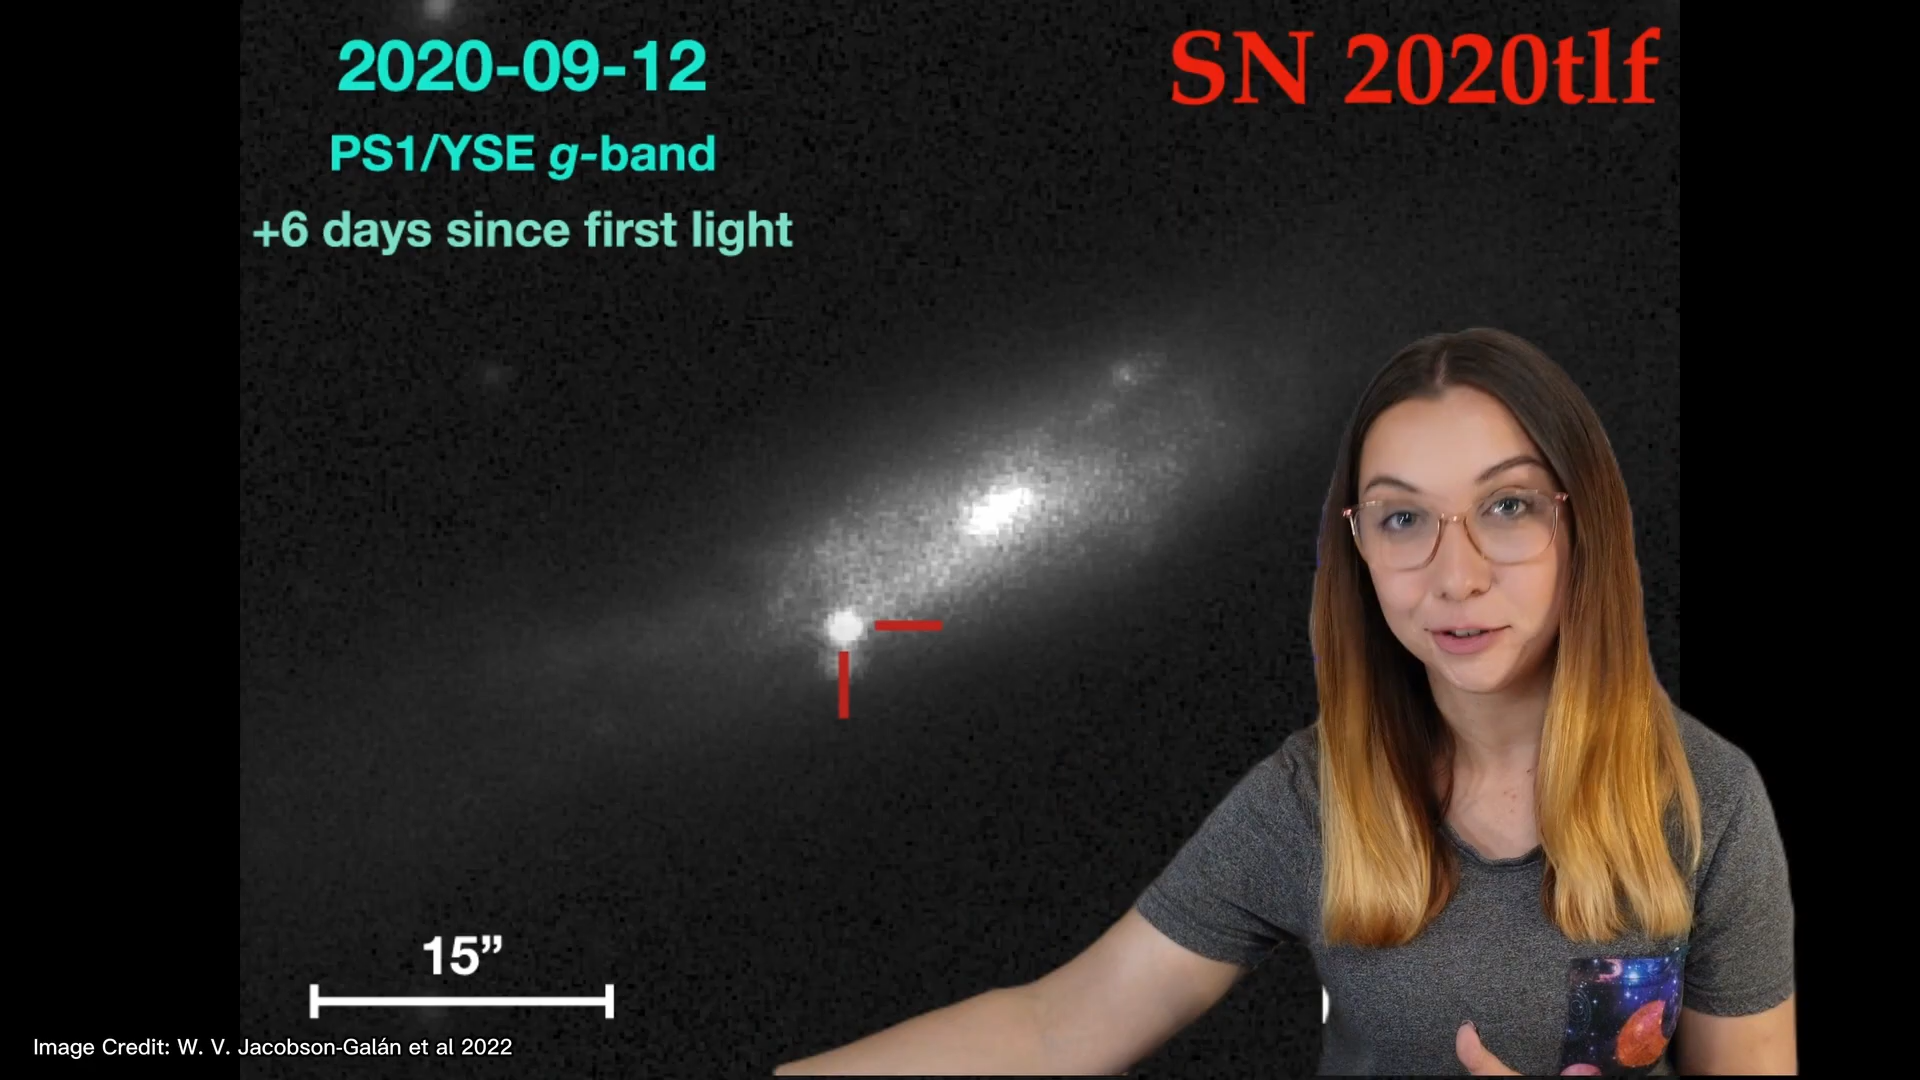 2020-09-12
SN 2020tlf
PS1/YSE g-band
+6 days since first light
15”
Image Credit: W. V. Jacobson-Galán et al 2022